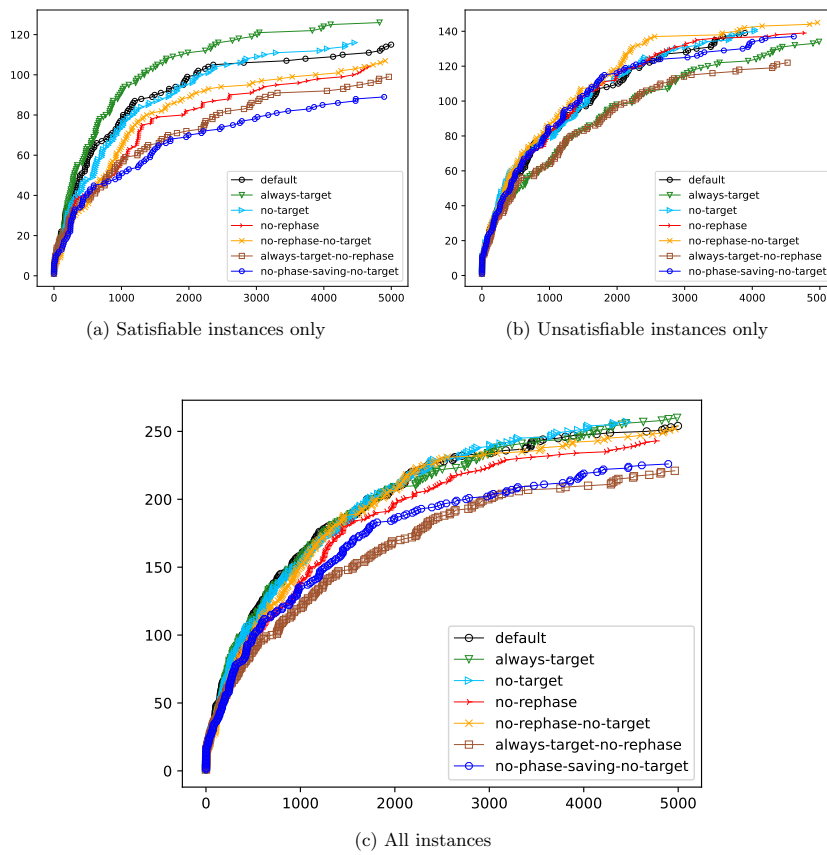 120
100
80
60
40
20
0
0 1000 2000 3000 4000 5000
default
always-target
no-target
no-rephase
no-rephase-no-target
always-target-no-rephase
no-phase-saving-no-target
(a) Satisfiable instances only
140
120
100
80
60
40
20
0
0 1000 2000 3000 4000 5000
default
always-target
no-target
no-rephase
no-rephase-no-target
always-target-no-rephase
no-phase-saving-no-target
(b) Unsatisfiable instances only
250
200
150
100
50
0
0 1000 2000 3000 4000 5000
default
always-target
no-target
no-rephase
no-rephase-no-target
always-target-no-rephase
no-phase-saving-no-target
(c) All instances